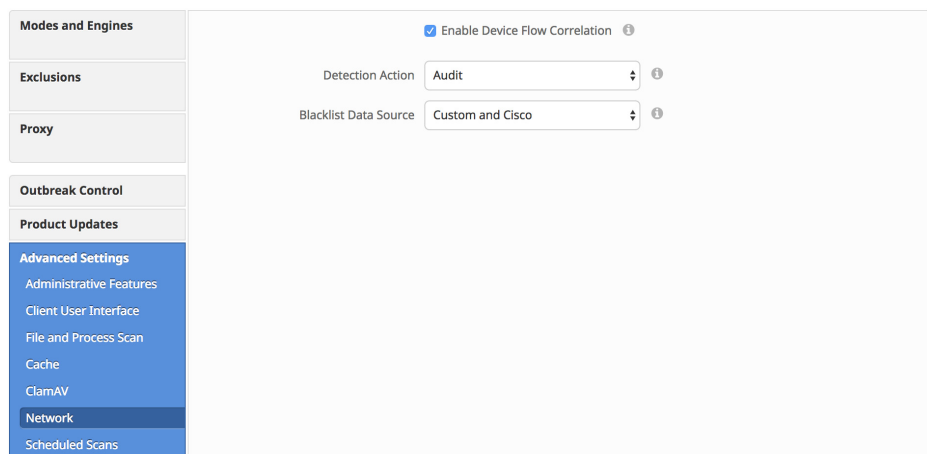 Modes and Engines
Exclusions
Proxy
Outbreak Control
Product Updates
Advanced Settings
Administrative Features
Client User Interface
File and Process Scan
Cache
ClamAV
Network
Scheduled Scans
Enable Device Flow Correlation
Detection Action Audit
Blacklist Data Source Custom and Cisco